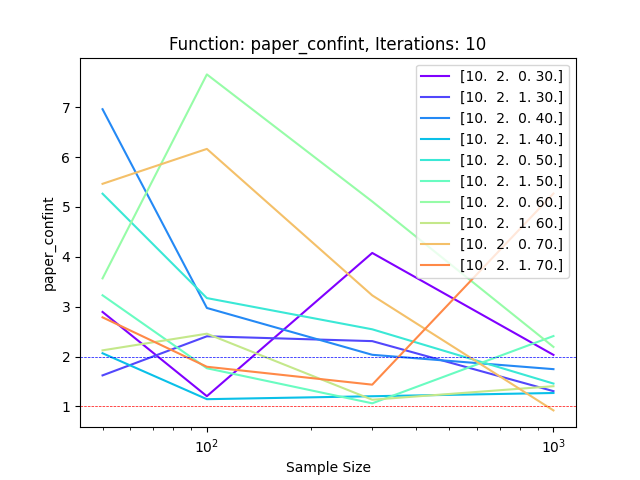 Function: paper_confint, Iterations: 10
[10. 2. 0. 30.]
[10. 2. 1. 30.]
[10. 2. 0. 40.]
[10. 2. 1. 40.]
[10. 2. 0. 50.]
[10. 2. 1. 50.]
[10. 2. 0. 60.]
[10. 2. 1. 60.]
[10. 2. 0. 70.]
[10. 2. 1. 70.]
paper_confint
7
6
5
4
3
2
1
10²
10³
Sample Size